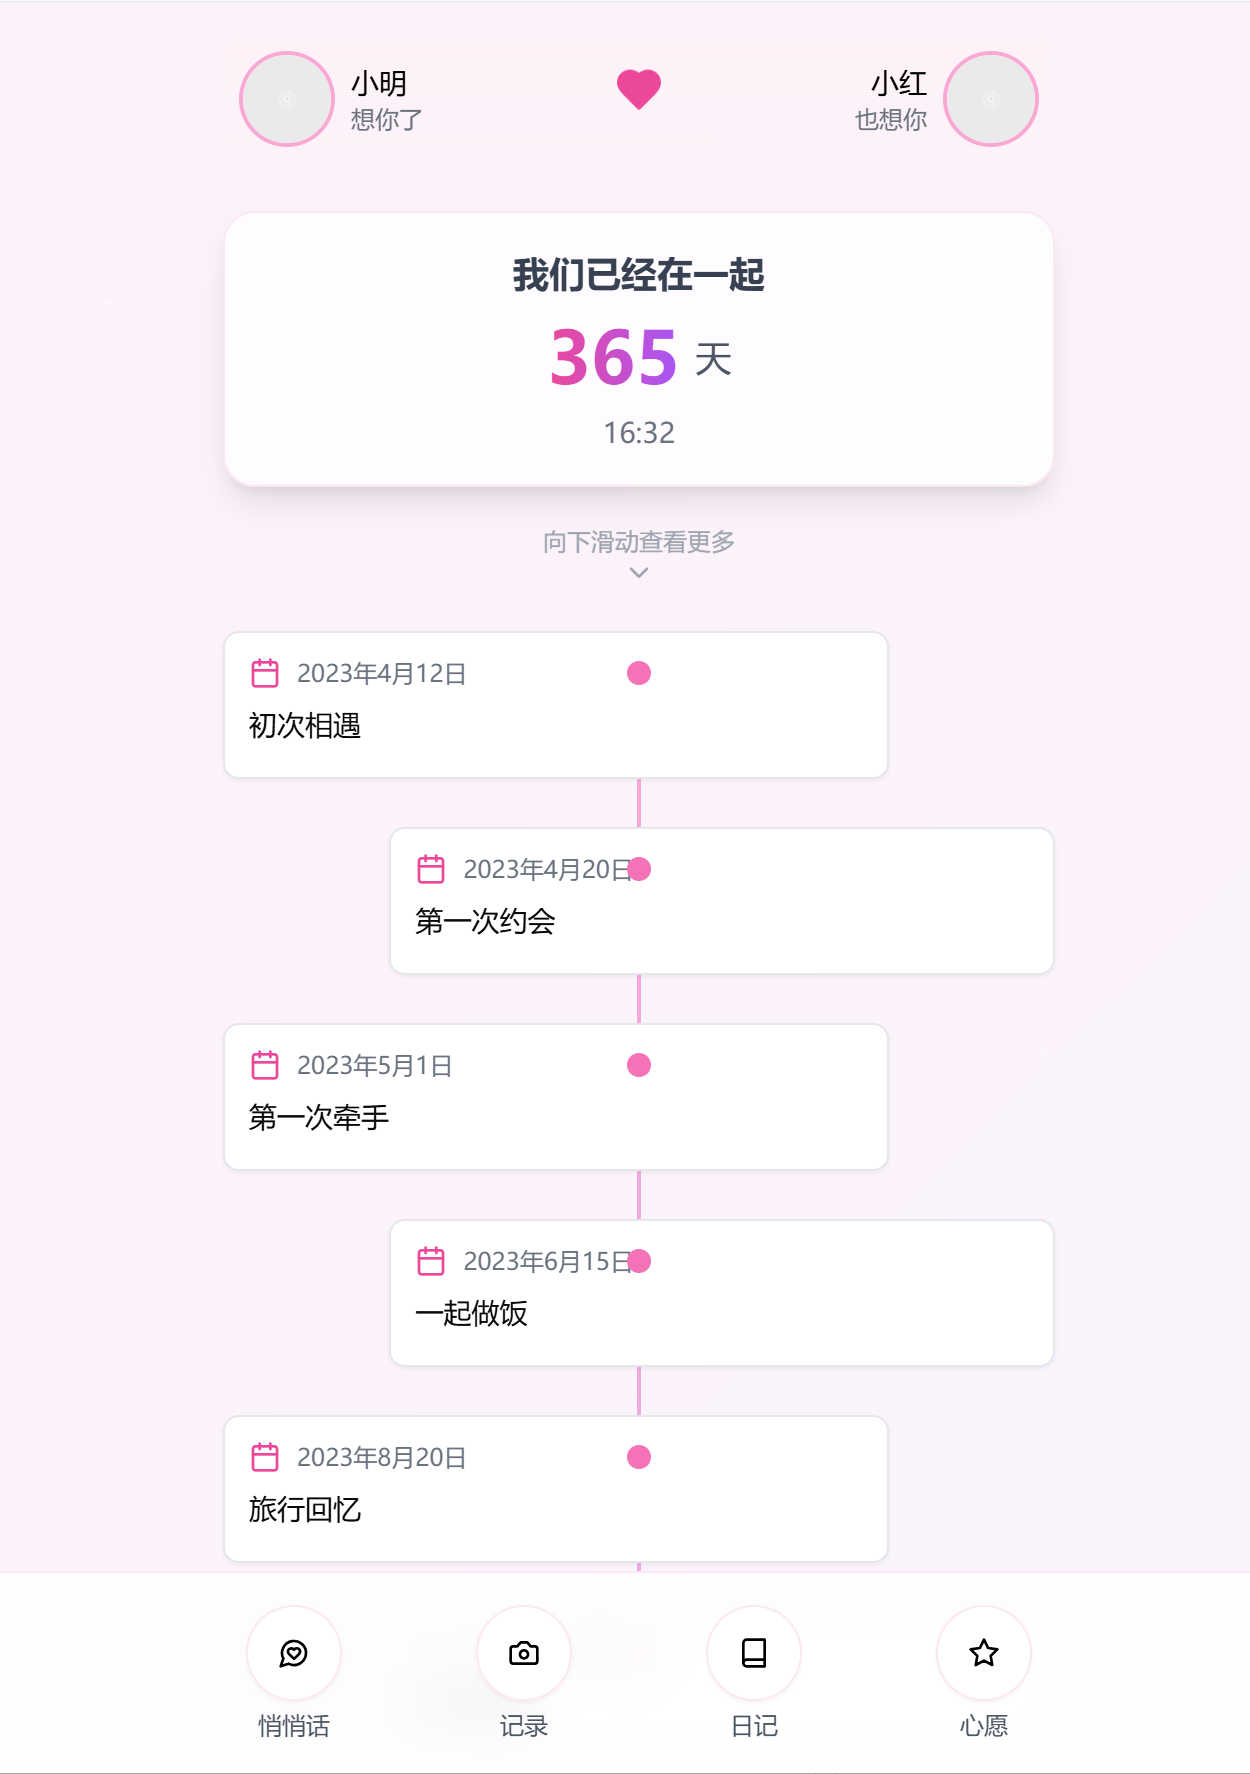 小明
想你了
小红
也想你
我们已经在一起
365 天
16:32
向下滑动查看更多
2023年4月12日
初次相遇
2023年4月20日
第一次约会
2023年5月1日
第一次牵手
2023年6月15日
一起做饭
2023年8月20日
旅行回忆
悄悄话
记录
日记
心愿